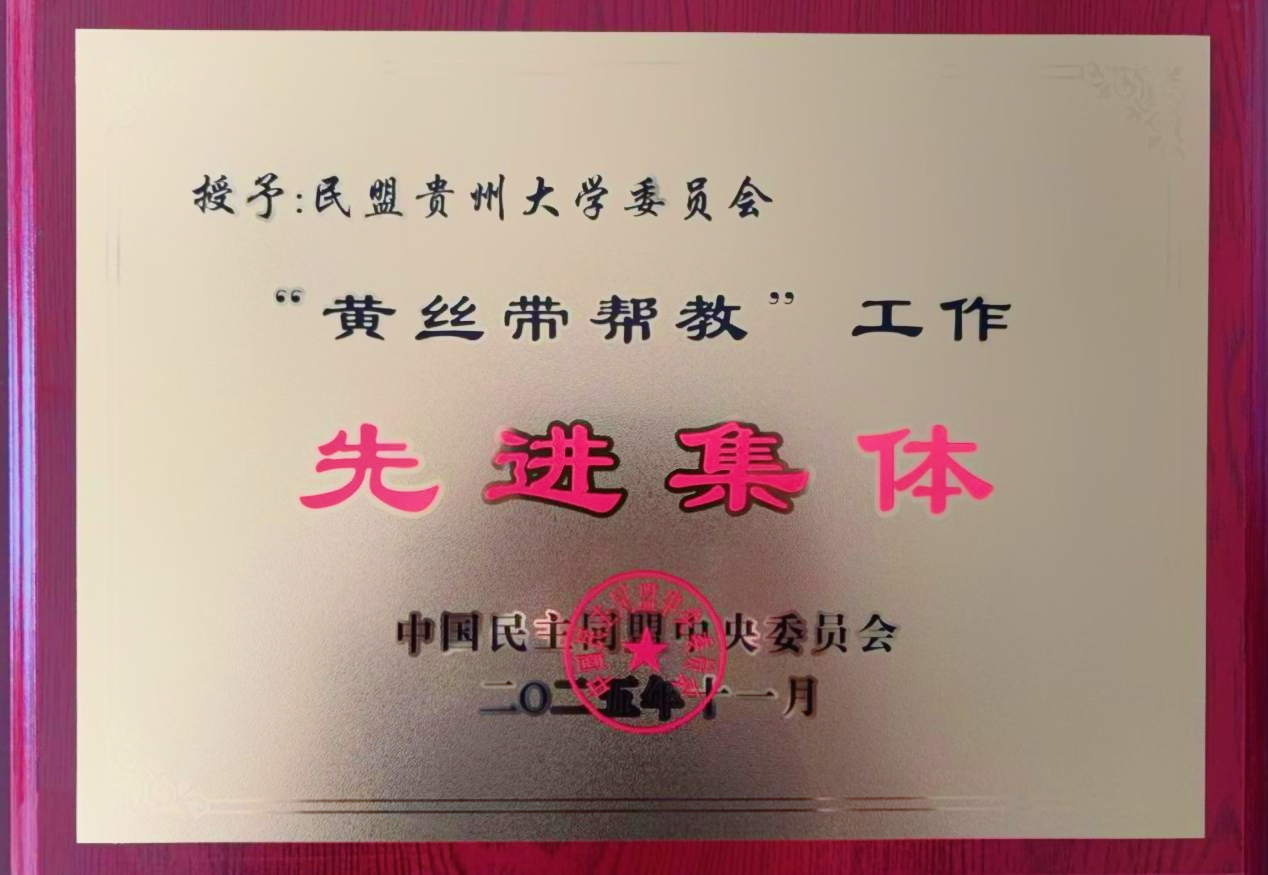 授予:民盟贵州大学委员会
“黄丝带帮教”工作
先进集体
中国民主同盟中央委员会
二〇二五年十一月